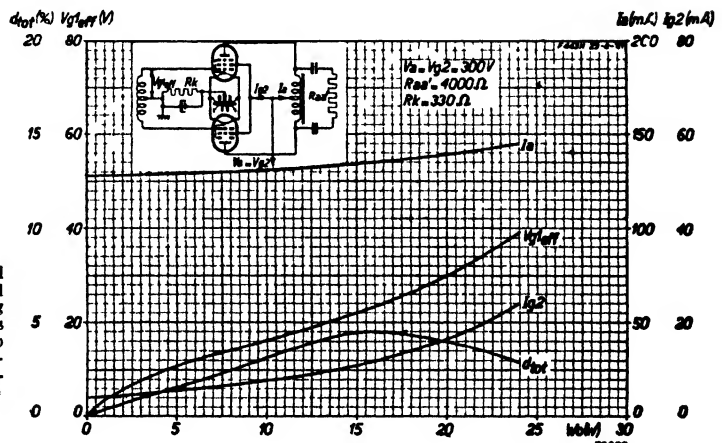 dtot(%) Vg1eff(V)
Ia(mA) Ig2(mA)
20 80
200 80
Vg1eff
Rk
Ig2
Ia
Raa'
Va=Vg2
Va=Vg2=300V
Raa'=4000Ω
Rk=330Ω
15 60
150 60
Ia
10 40
100 40
Vg1eff
Ig2
5 20
50 20
dtot
0 0
0 0
0 5 10 15 20 25 30
Wo(W)